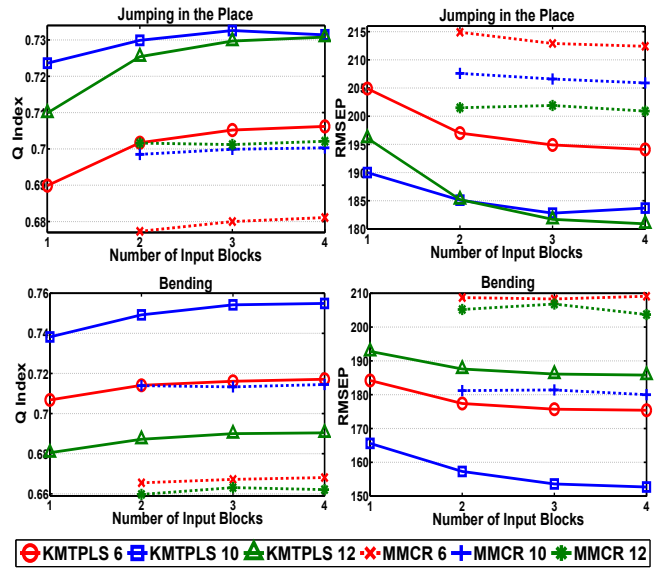 Jumping in the Place
0.73
0.72
0.71
0.7
0.69
0.68
Q Index
1 2 3 4
Number of Input Blocks
Jumping in the Place
215
210
205
200
195
190
185
180
RMSEP
1 2 3 4
Number of Input Blocks
Bending
0.76
0.74
0.72
0.7
0.68
0.66
Q Index
1 2 3 4
Number of Input Blocks
Bending
210
200
190
180
170
160
150
RMSEP
1 2 3 4
Number of Input Blocks
KMTPLS 6 KMTPLS 10 KMTPLS 12 MMCR 6 MMCR 10 MMCR 12